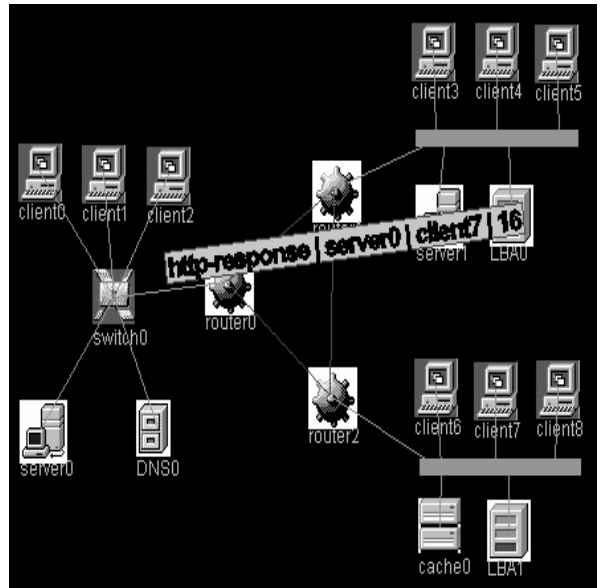 client3 client4 client5
client0 client1 client2
http-response | server0 | client7 | 16
server1 LBA0
router0
switch0
client6 client7 client8
router2
server0 DNS0
cache0 LBA1